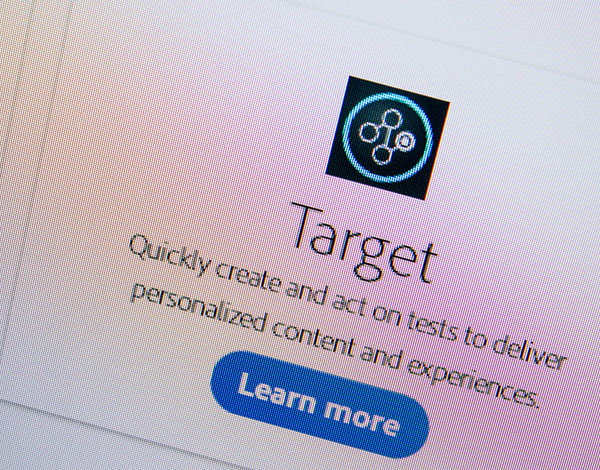 Target
Quickly create and act on tests to deliver
personalized content and experiences.
Learn more